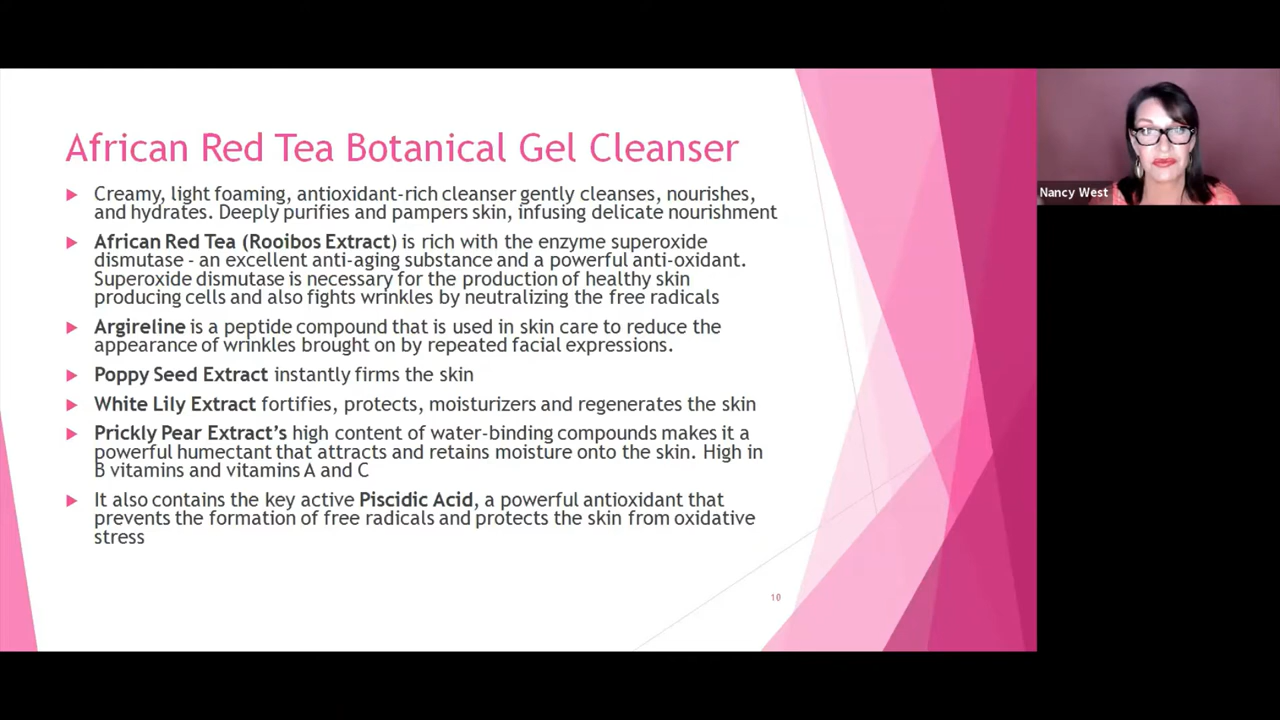 African Red Tea Botanical Gel Cleanser
Creamy, light foaming, antioxidant-rich cleanser gently cleanses, nourishes,
and hydrates. Deeply purifies and pampers skin, infusing delicate nourishment
African Red Tea (Rooibos Extract) is rich with the enzyme superoxide
dismutase - an excellent anti-aging substance and a powerful anti-oxidant.
Superoxide dismutase is necessary for the production of healthy skin
producing cells and also fights wrinkles by neutralizing the free radicals
Argireline is a peptide compound that is used in skin care to reduce the
appearance of wrinkles brought on by repeated facial expressions.
Poppy Seed Extract instantly firms the skin
White Lily Extract fortifies, protects, moisturizers and regenerates the skin
Prickly Pear Extract's high content of water-binding compounds makes it a
powerful humectant that attracts and retains moisture onto the skin. High in
B vitamins and vitamins A and C
It also contains the key active Piscidic Acid, a powerful antioxidant that
prevents the formation of free radicals and protects the skin from oxidative
stress
10
Nancy West